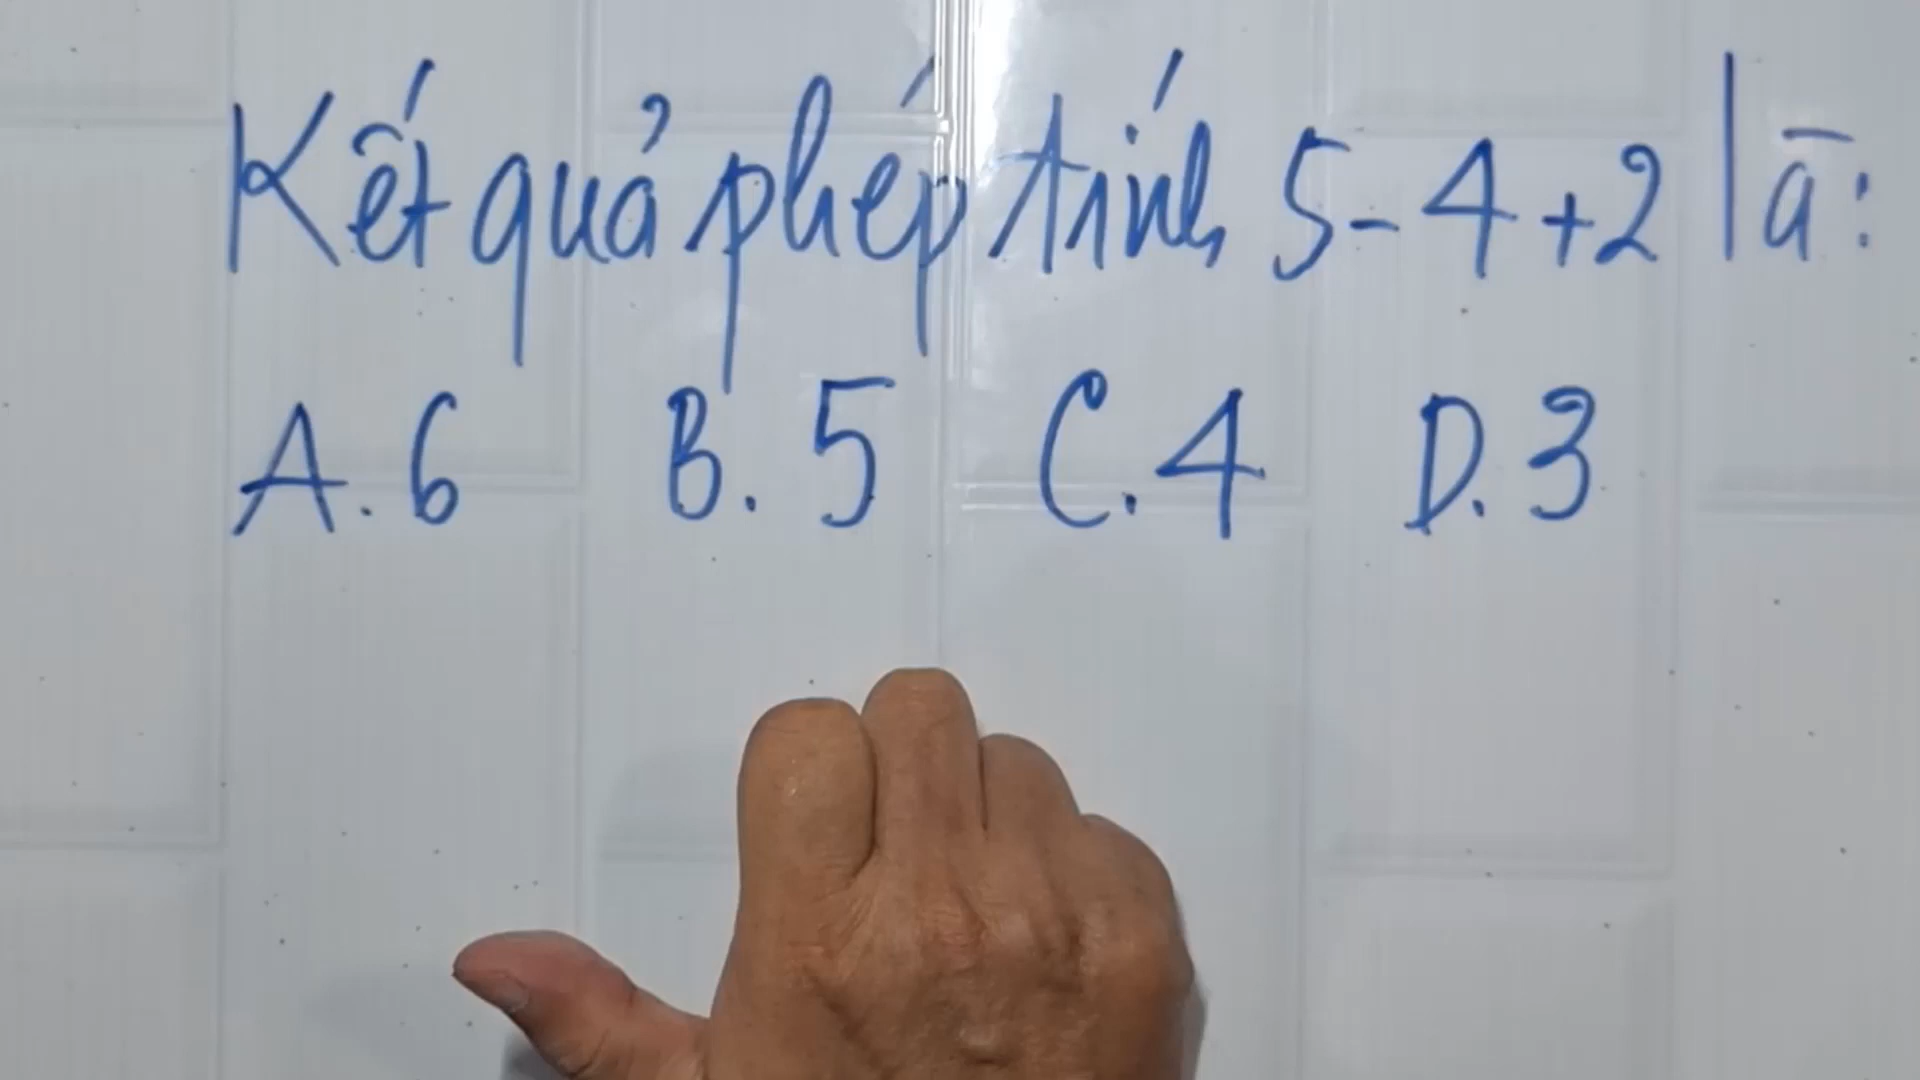 Kết quả phép tính 5-4+2 là:
A. 6 B. 5 C. 4 D. 3